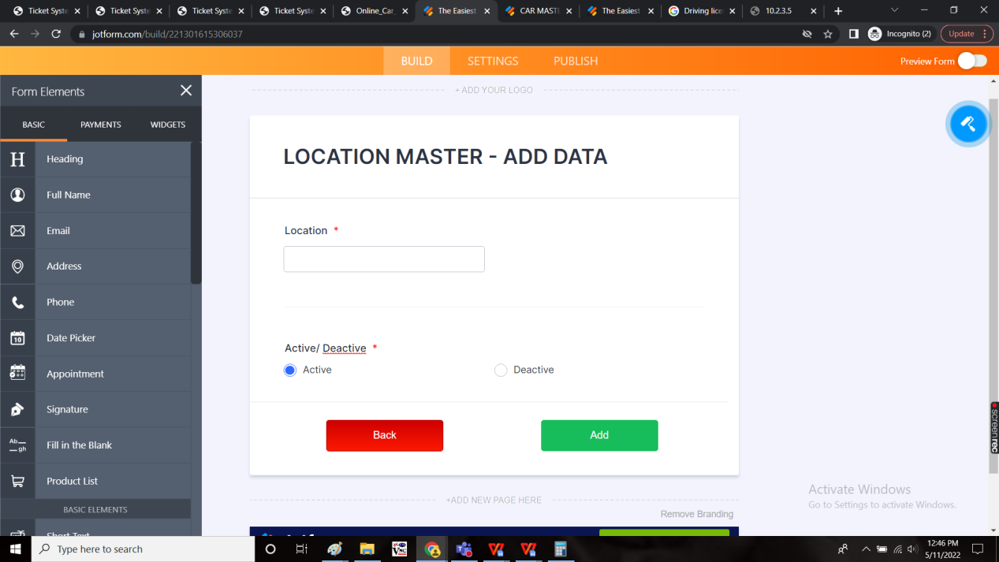 Ticket Syste
Ticket Syste
Ticket Syste
Ticket Syste
Online_Car_
The Easiest
CAR MASTE
The Easiest
Driving lice
10.2.3.5
jotform.com/build/221301615306037
Incognito (2)
Update
BUILD
SETTINGS
PUBLISH
Preview Form
Form Elements
BASIC
PAYMENTS
WIDGETS
H Heading
Full Name
Email
Address
Phone
10 Date Picker
Appointment
Signature
Ab
gh
Fill in the Blank
Product List
BASIC ELEMENTS
Short Text
+ ADD YOUR LOGO
LOCATION MASTER - ADD DATA
Location *
Active/ Deactive *
Active
Deactive
Back
Add
+ADD NEW PAGE HERE
Remove Branding
screenrec
Activate Windows
Go to Settings to activate Windows.
Type here to search
VNC
12:46 PM
5/11/2022